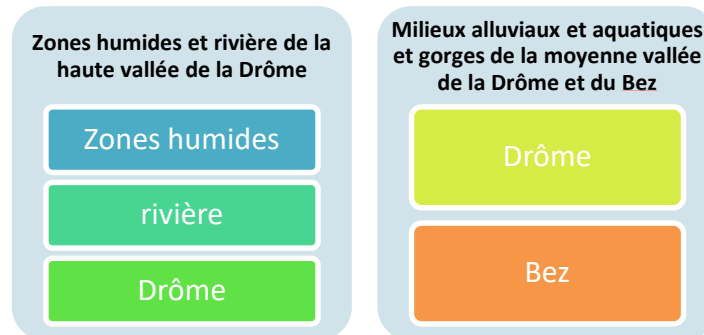 Zones humides et rivière de la
haute vallée de la Drôme
Zones humides
rivière
Drôme
Milieux alluviaux et aquatiques
et gorges de la moyenne vallée
de la Drôme et du Bez
Drôme
Bez